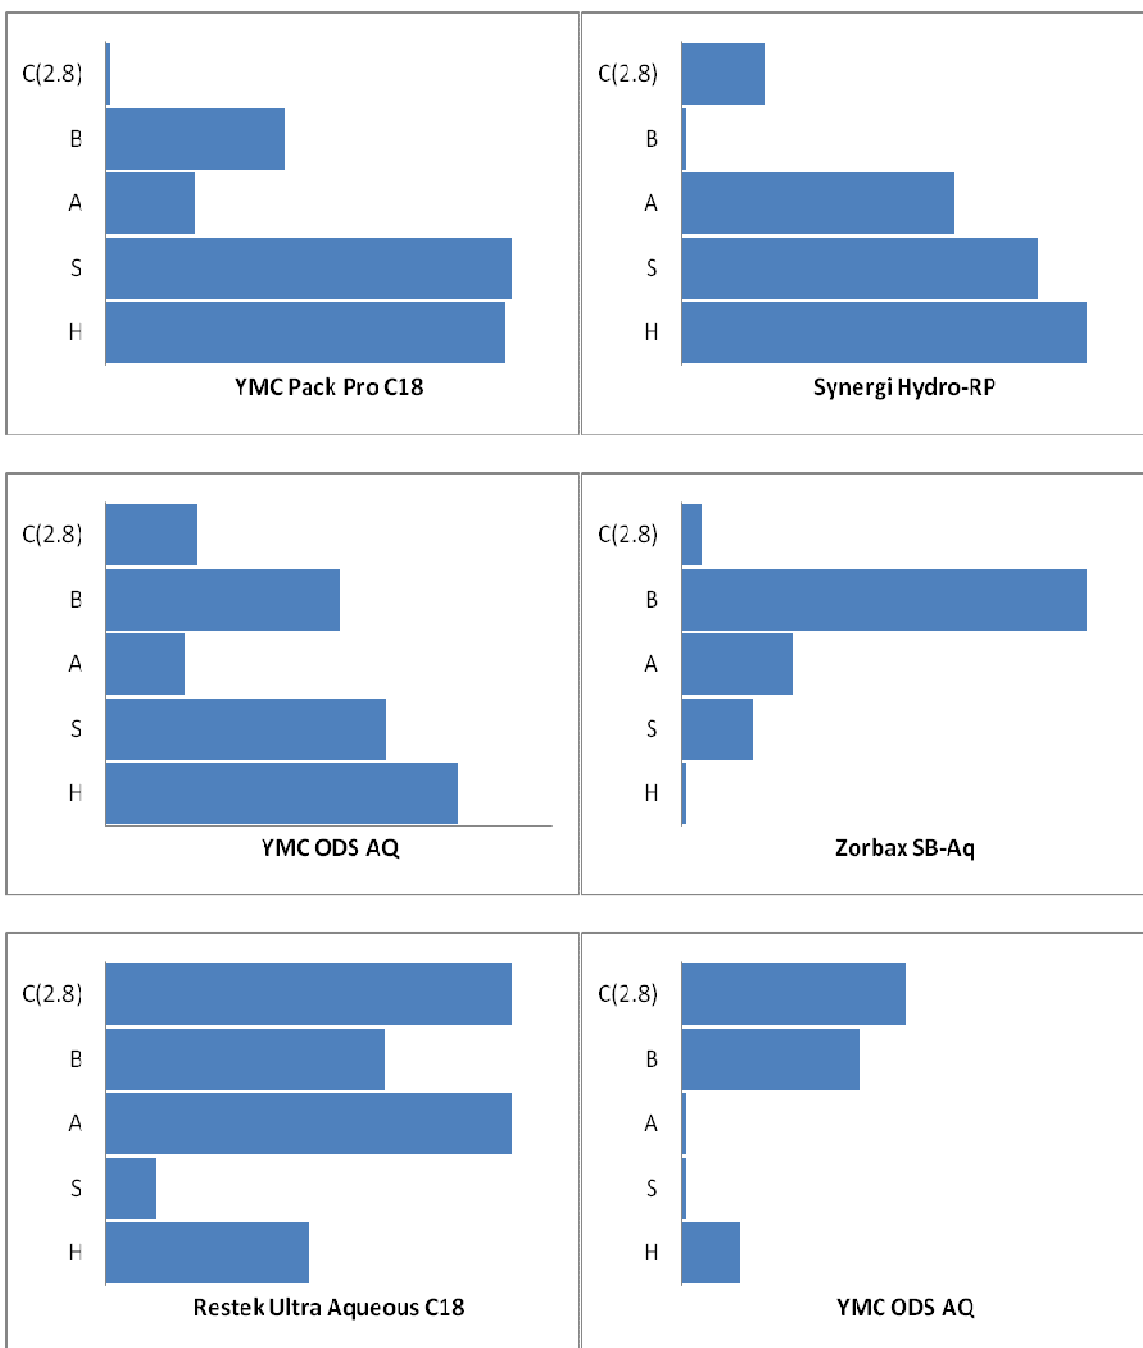 C(2.8)
B
A
S
H
YMC Pack Pro C18
C(2.8)
B
A
S
H
Synergi Hydro-RP
C(2.8)
B
A
S
H
YMC ODS AQ
C(2.8)
B
A
S
H
Zorbax SB-Aq
C(2.8)
B
A
S
H
Restek Ultra Aqueous C18
C(2.8)
B
A
S
H
YMC ODS AQ